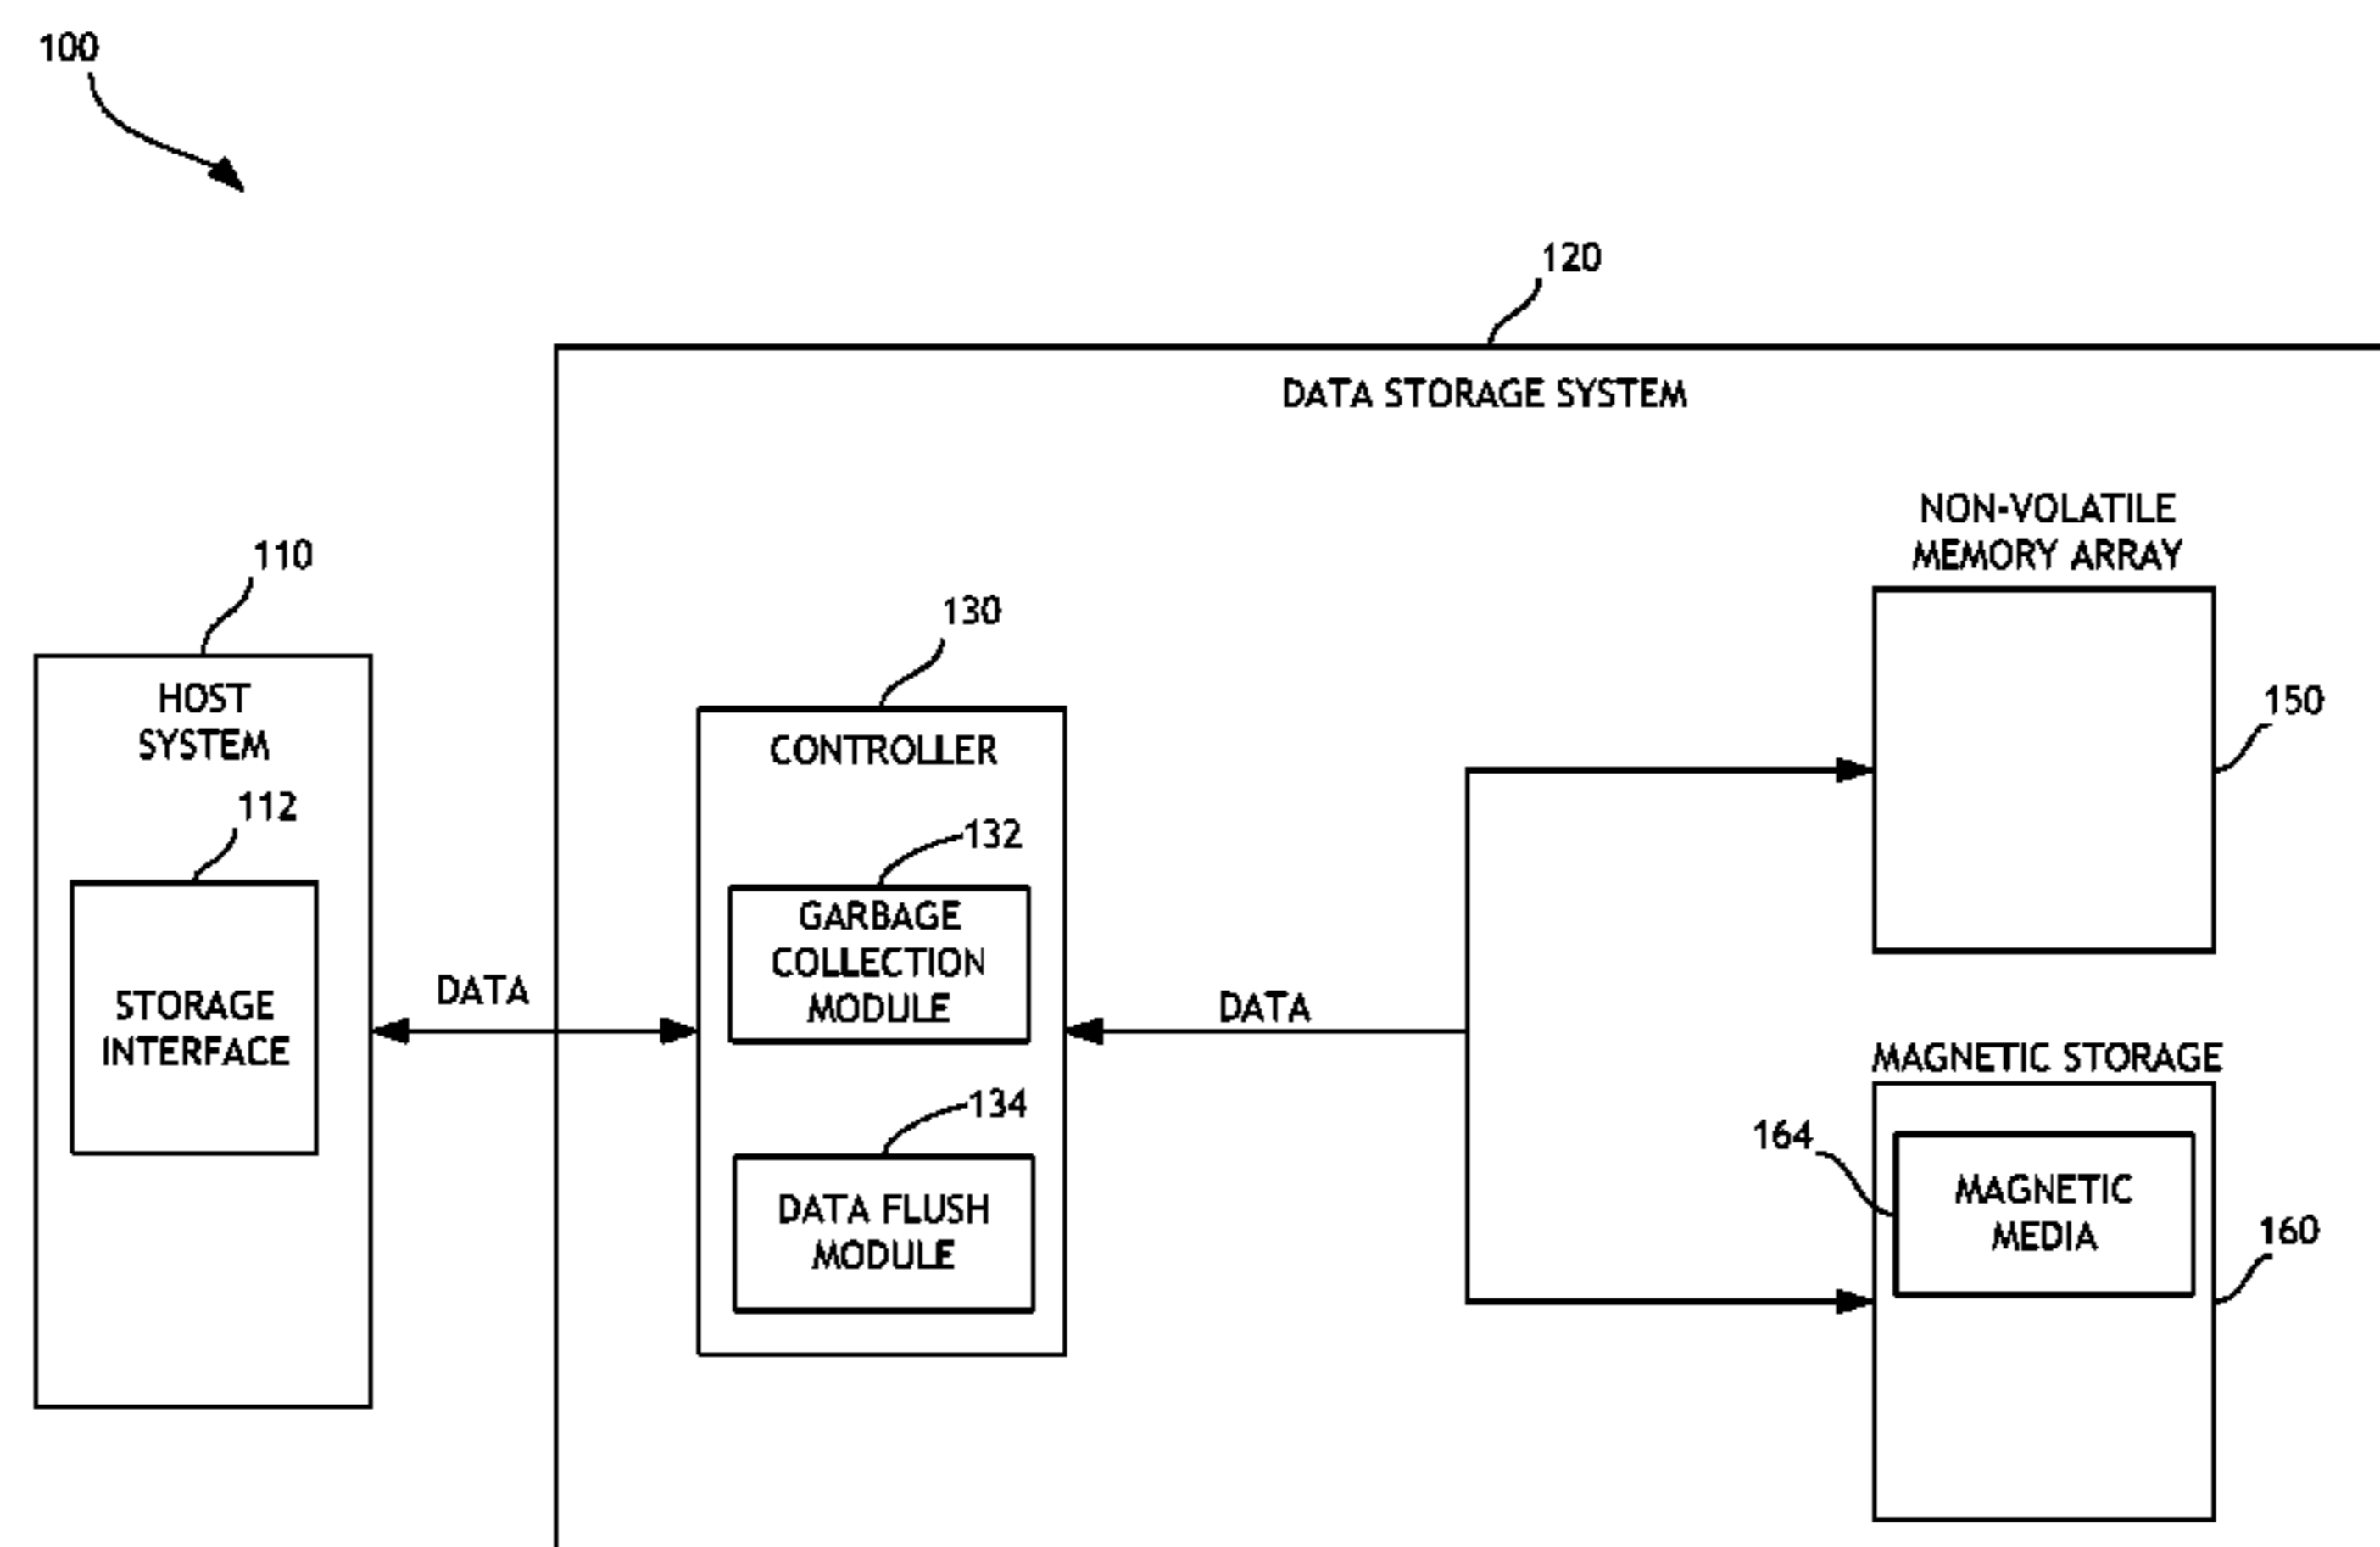 100
120
DATA STORAGE SYSTEM
NON-VOLATILE
MEMORY ARRAY
150
110
HOST
SYSTEM
112
STORAGE
INTERFACE
DATA
130
CONTROLLER
132
GARBAGE
COLLECTION
MODULE
134
DATA FLUSH
MODULE
DATA
MAGNETIC STORAGE
164
MAGNETIC
MEDIA
160